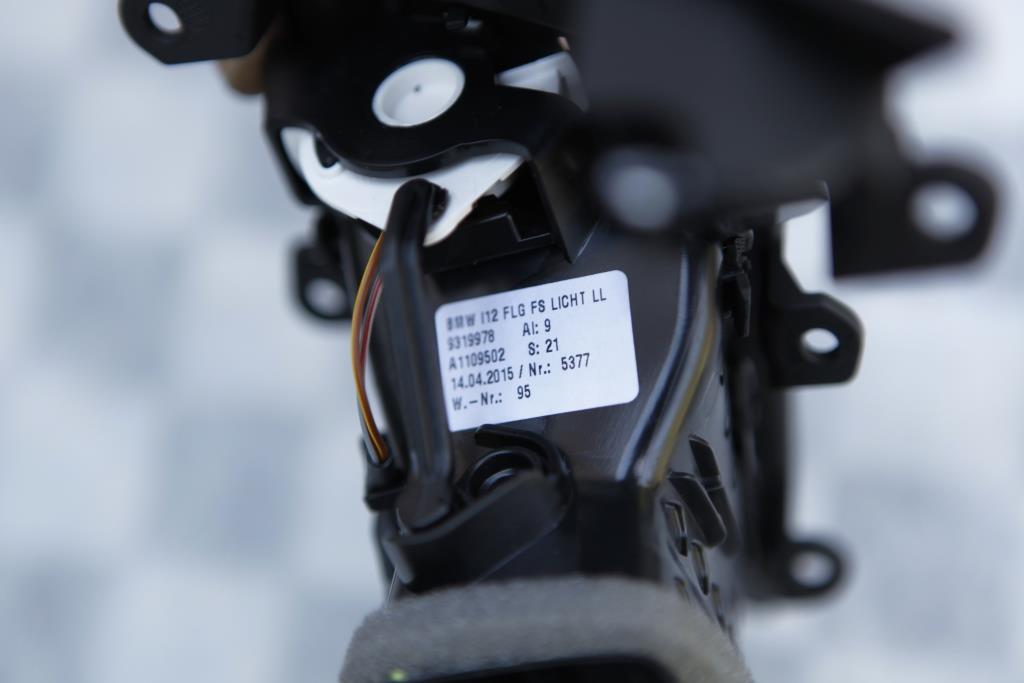 BMW I12 FLG FS LICHT LL
9319978 AI: 9
A1109502 S: 21
14.04.2015 / Nr.: 5377
W.-Nr.: 95